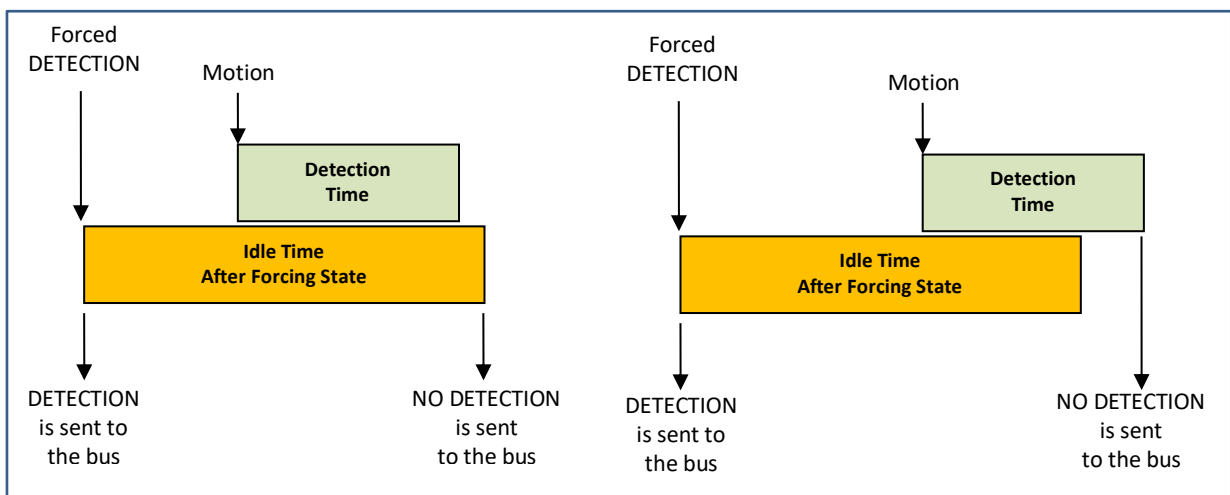 Forced
DETECTION
Motion
Detection
Time
Idle Time
After Forcing State
DETECTION
is sent to
the bus
NO DETECTION
is sent
to the bus
Forced
DETECTION
Motion
Detection
Time
Idle Time
After Forcing State
DETECTION
is sent to
the bus
NO DETECTION
is sent
to the bus